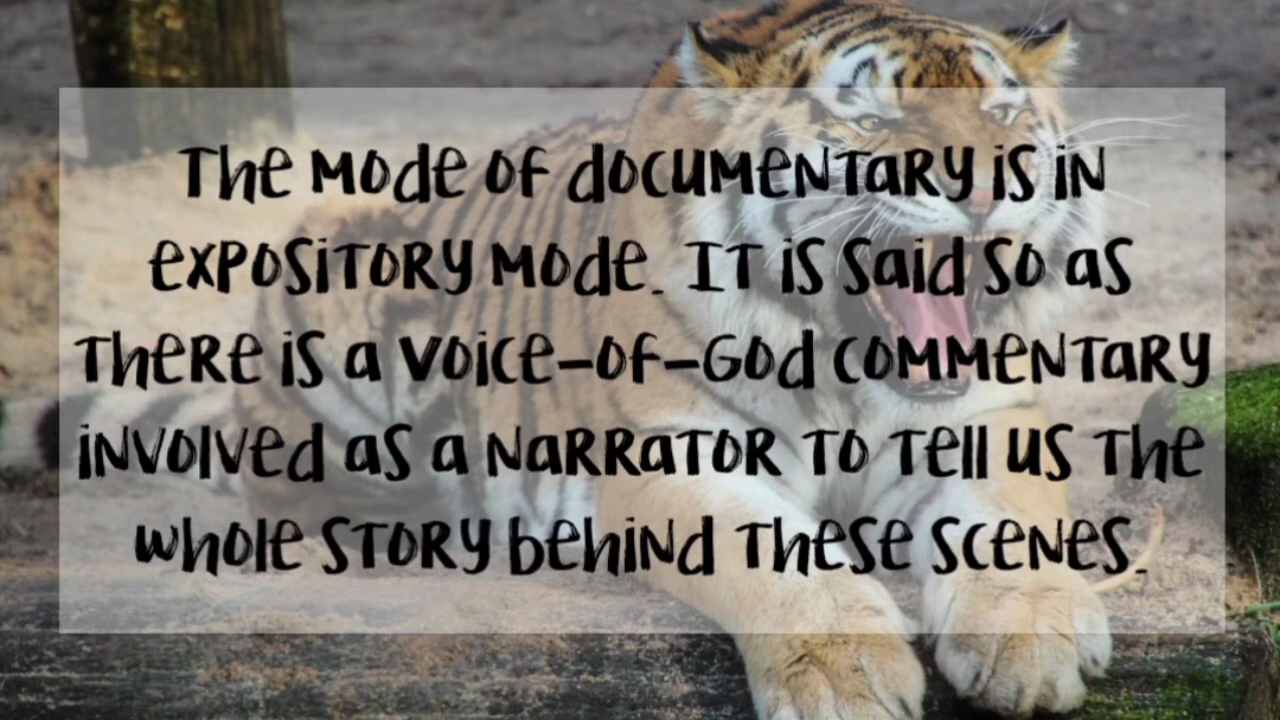 The mode of documentary is in
expository mode. It is said so as
there is a voice-of-God commentary
involved as a narrator to tell us the
whole story behind these scenes.